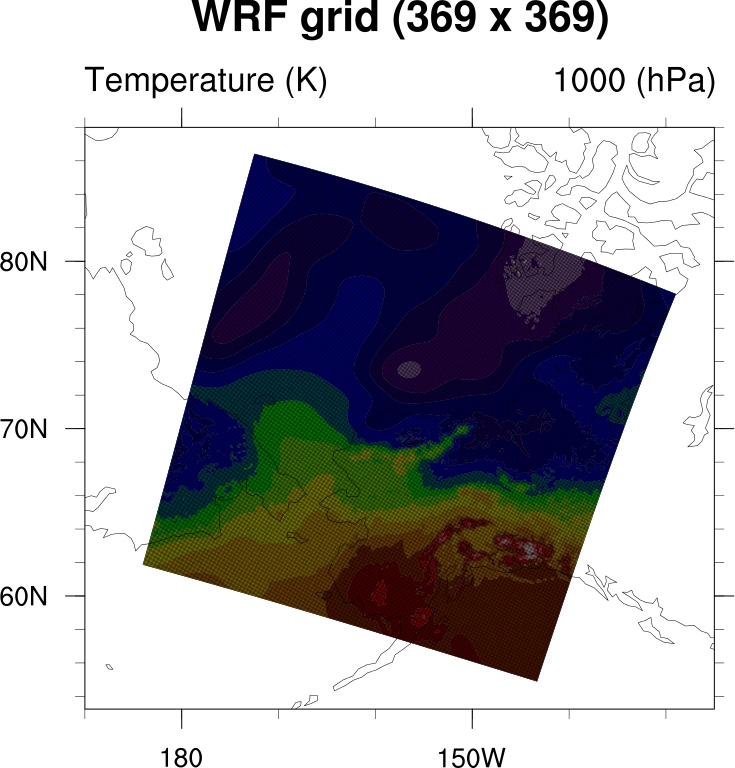 WRF grid (369 x 369)
Temperature (K)
1000 (hPa)
80N
70N
60N
180
150W